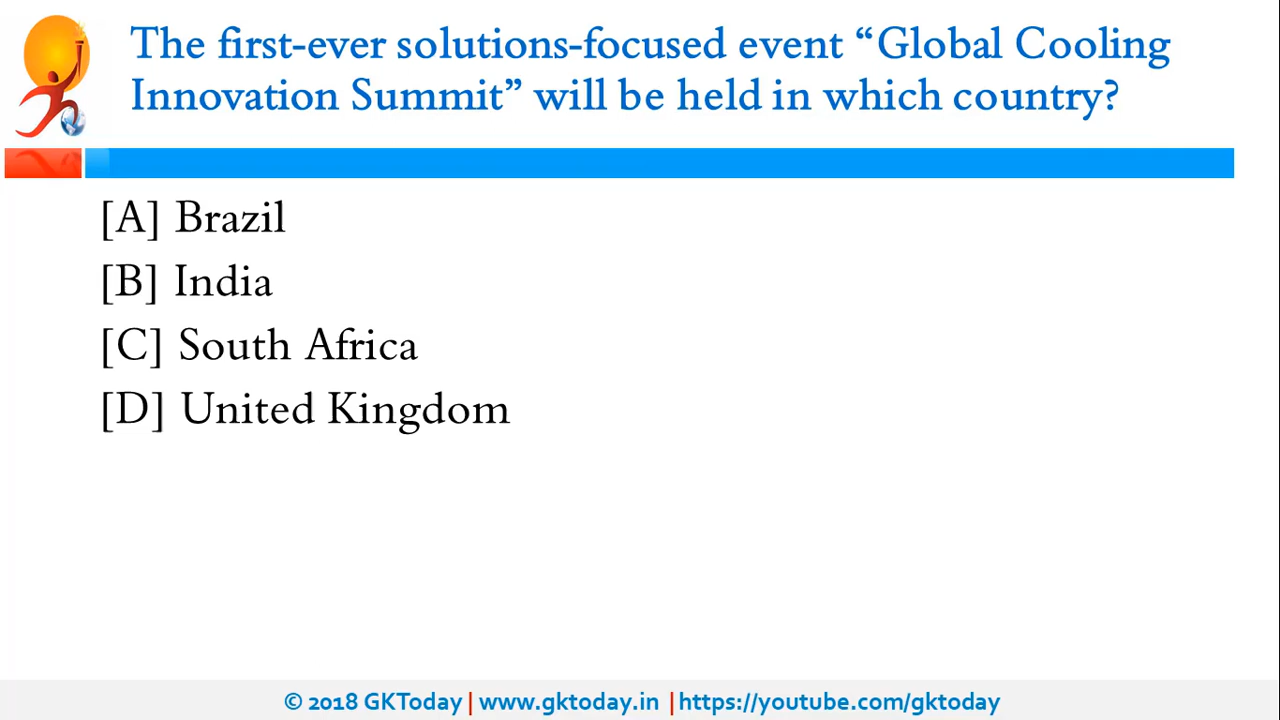 The first-ever solutions-focused event “Global Cooling
Innovation Summit” will be held in which country?
[A] Brazil
[B] India
[C] South Africa
[D] United Kingdom
© 2018 GKToday | www.gktoday.in | https://youtube.com/gktoday